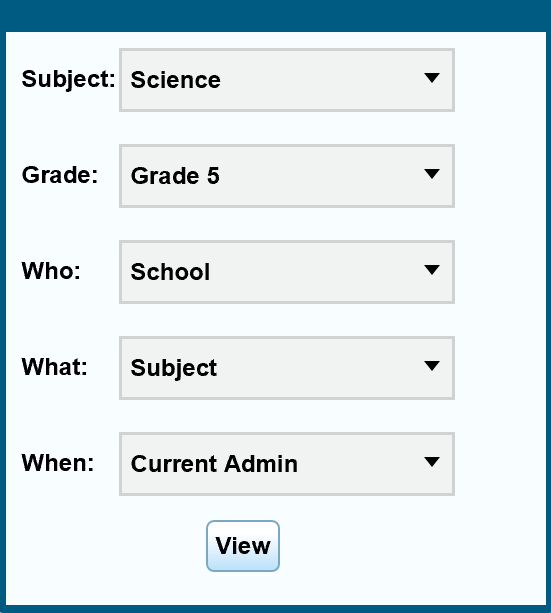 Subject: Science
Grade: Grade 5
Who: School
What: Subject
When: Current Admin
View